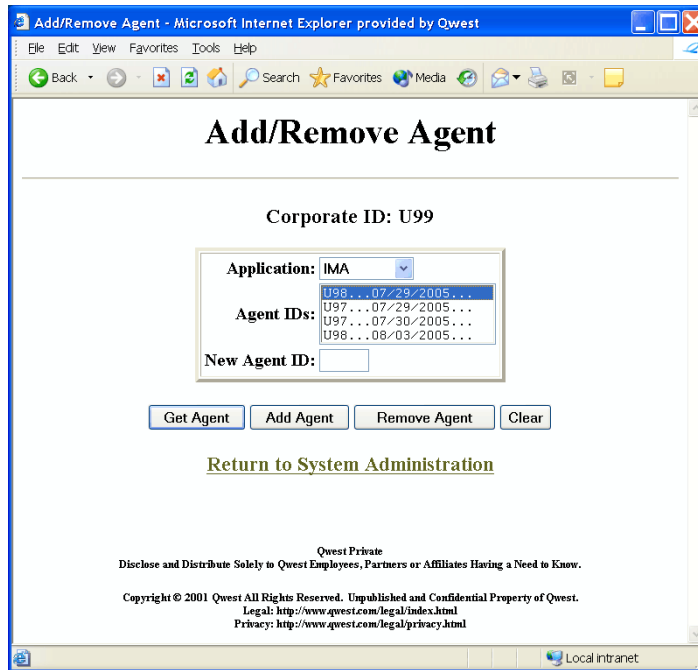 Add/Remove Agent - Microsoft Internet Explorer provided by Qwest
File Edit View Favorites Tools Help
Back Search Favorites Media
Add/Remove Agent
Corporate ID: U99
Application: IMA
Agent IDs:
U98...07/29/2005...
U97...07/29/2005...
U97...07/30/2005...
U98...08/03/2005...
New Agent ID:
Get Agent Add Agent Remove Agent Clear
Return to System Administration
Qwest Private
Disclose and Distribute Solely to Qwest Employees, Partners or Affiliates Having a Need to Know.
Copyright © 2001 Qwest All Rights Reserved. Unpublished and Confidential Property of Qwest.
Legal: http://www.qwest.com/legal/index.html
Privacy: http://www.qwest.com/legal/privacy.html
Local intranet